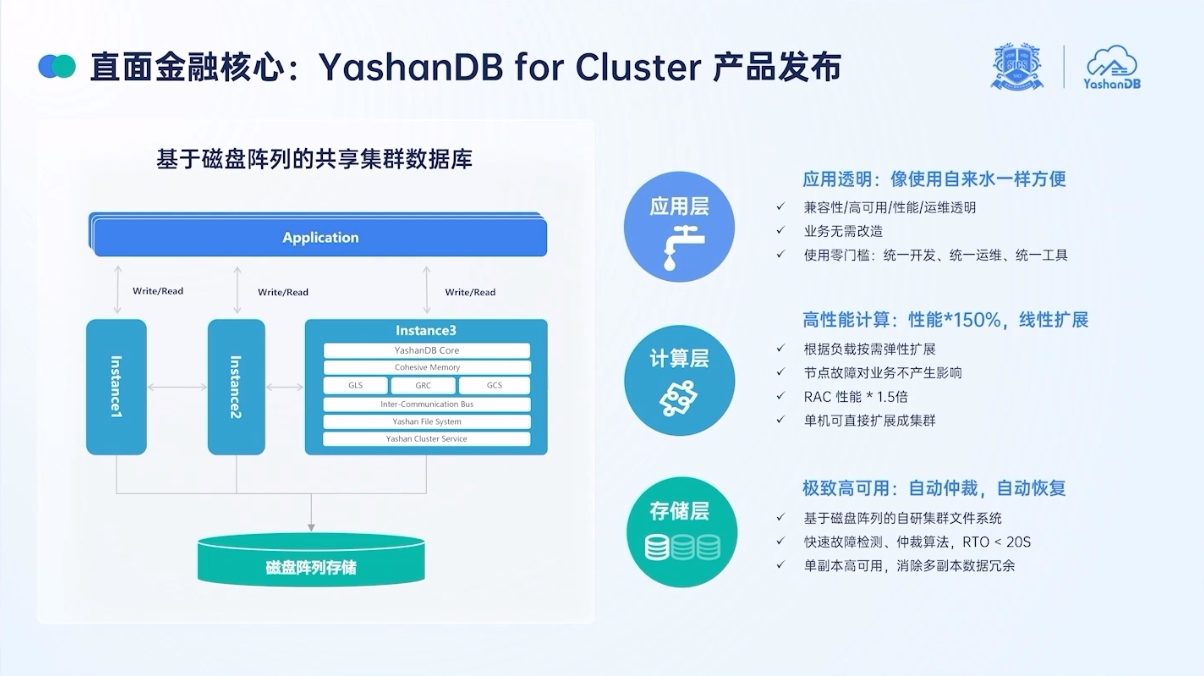 直面金融核心：YashanDB for Cluster 产品发布
YashanDB
基于磁盘阵列的共享集群数据库
Application
Write/Read
Write/Read
Write/Read
Instance1
Instance2
Instance3
YashanDB Core
Cohesive Memory
GLS
GRC
GCS
Inter-Communication Bus
Yashan File System
Yashan Cluster Service
磁盘阵列存储
应用层
应用透明：像使用自来水一样方便
兼容性/高可用/性能/运维透明
业务无需改造
使用零门槛：统一开发、统一运维、统一工具
计算层
高性能计算：性能*150%，线性扩展
根据负载按需弹性扩展
节点故障对业务不产生影响
RAC 性能 * 1.5倍
单机可直接扩展成集群
存储层
极致高可用：自动仲裁，自动恢复
基于磁盘阵列的自研集群文件系统
快速故障检测、仲裁算法，RTO < 20S
单副本高可用，消除多副本数据冗余